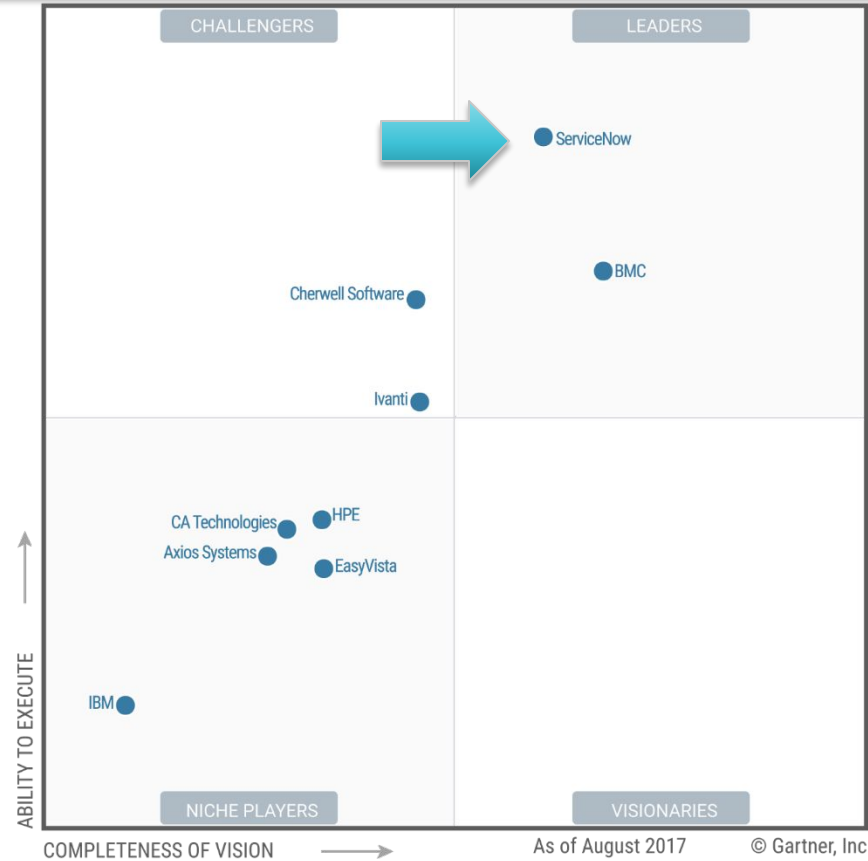 CHALLENGERS
LEADERS
ServiceNow
BMC
Cherwell Software
Ivanti
CA Technologies
HPE
Axios Systems
EasyVista
IBM
ABILITY TO EXECUTE
NICHE PLAYERS
VISIONARIES
COMPLETENESS OF VISION
As of August 2017
© Gartner, Inc